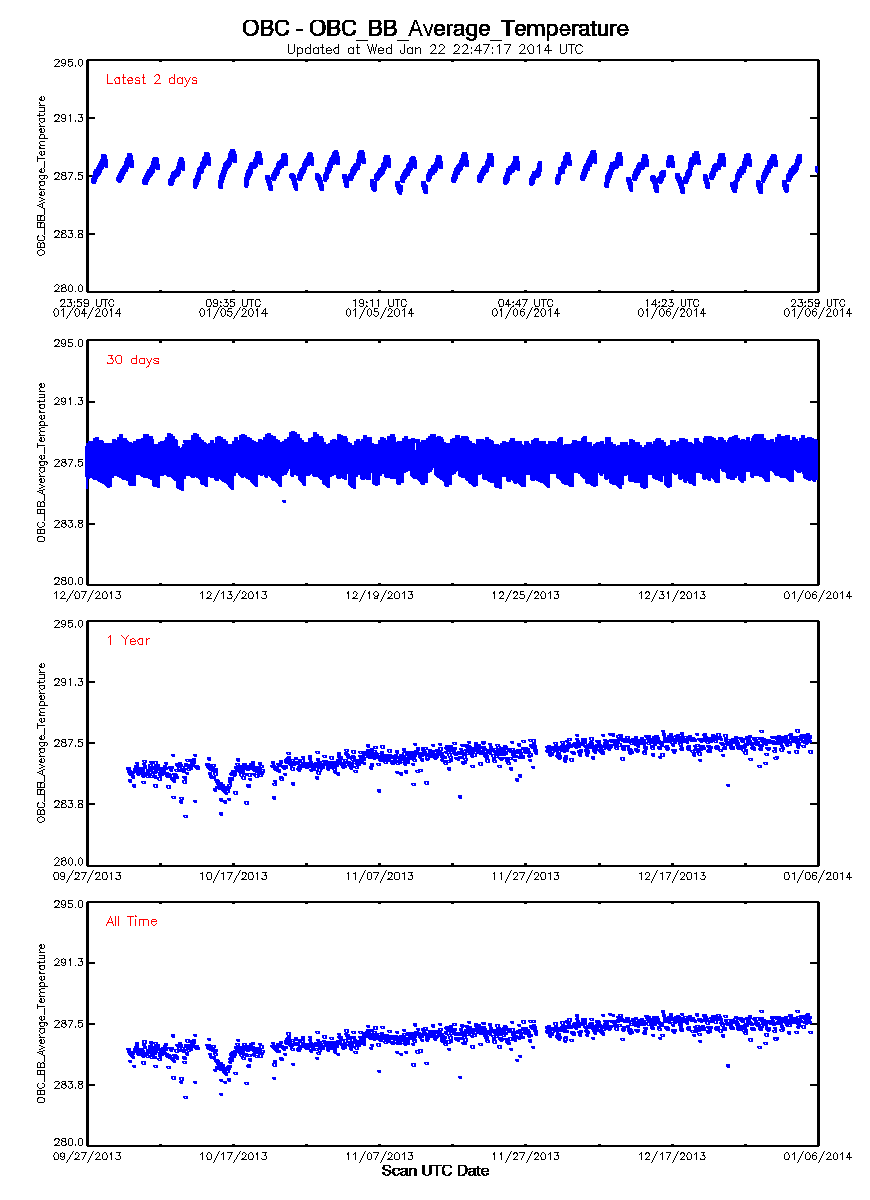 OBC - OBC_BB_Average_Temperature
Updated at Wed Jan 22 22:47:17 2014 UTC
Latest 2 days
OBC_BB_Average_Temperature
295.0
291.3
287.5
283.8
280.0
23:59 UTC 09:35 UTC 19:11 UTC 04:47 UTC 14:23 UTC 23:59 UTC
01/04/2014 01/05/2014 01/05/2014 01/06/2014 01/06/2014 01/06/2014
30 days
OBC_BB_Average_Temperature
295.0
291.3
287.5
283.8
280.0
12/07/2013 12/13/2013 12/19/2013 12/25/2013 12/31/2013 01/06/2014
1 Year
OBC_BB_Average_Temperature
295.0
291.3
287.5
283.8
280.0
09/27/2013 10/17/2013 11/07/2013 11/27/2013 12/17/2013 01/06/2014
All Time
OBC_BB_Average_Temperature
295.0
291.3
287.5
283.8
280.0
09/27/2013 10/17/2013 11/07/2013 11/27/2013 12/17/2013 01/06/2014
Scan UTC Date